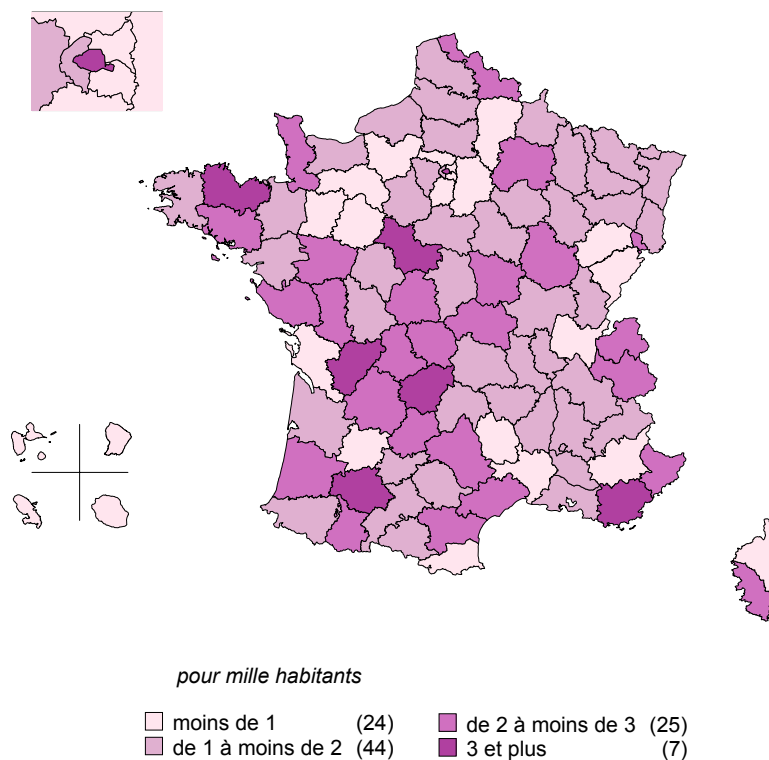 pour mille habitants
moins de 1 (24)
de 1 à moins de 2 (44)
de 2 à moins de 3 (25)
3 et plus (7)